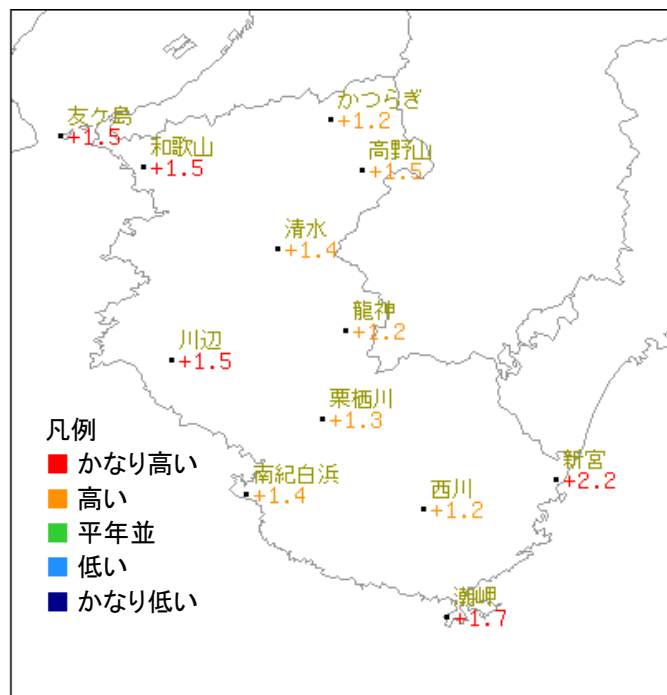 かつらぎ
+1.2
友ケ島
+1.5
和歌山
+1.5
高野山
+1.5
清水
+1.4
龍神
+1.2
川辺
+1.5
栗栖川
+1.3
凡例
かなり高い
高い
平年並
低い
かなり低い
南紀白浜
+1.4
西川
+1.2
新宮
+2.2
潮岬
+1.7